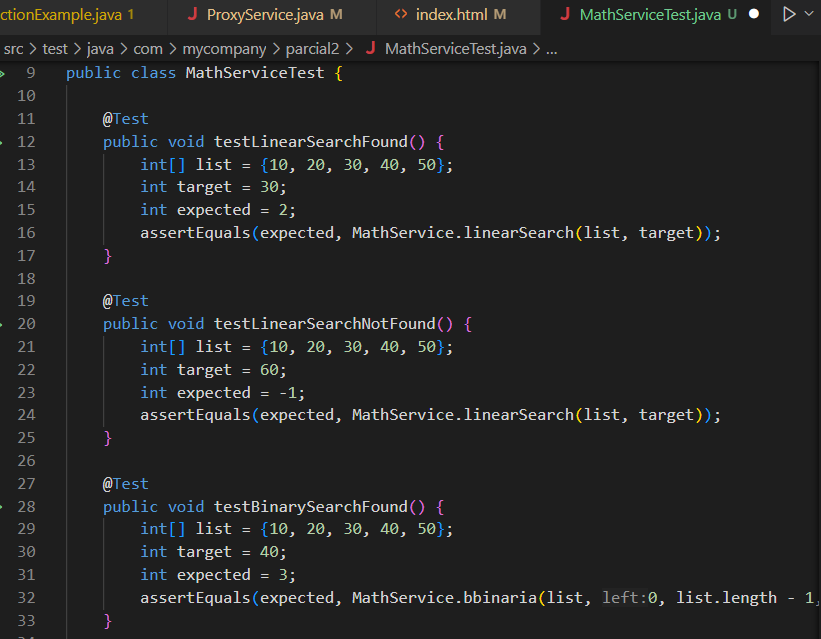 ctionExample.java 1 J ProxyService.java M <> index.html M J MathServiceTest.java U
src > test > java > com > mycompany > parcial2 > J MathServiceTest.java > ...
9 public class MathServiceTest {
10
11 @Test
12 public void testLinearSearchFound() {
13 int[] list = {10, 20, 30, 40, 50};
14 int target = 30;
15 int expected = 2;
16 assertEquals(expected, MathService.linearSearch(list, target));
17 }
18
19 @Test
20 public void testLinearSearchNotFound() {
21 int[] list = {10, 20, 30, 40, 50};
22 int target = 60;
23 int expected = -1;
24 assertEquals(expected, MathService.linearSearch(list, target));
25 }
26
27 @Test
28 public void testBinarySearchFound() {
29 int[] list = {10, 20, 30, 40, 50};
30 int target = 40;
31 int expected = 3;
32 assertEquals(expected, MathService.bbinaria(list, left:0, list.length - 1,
33 }